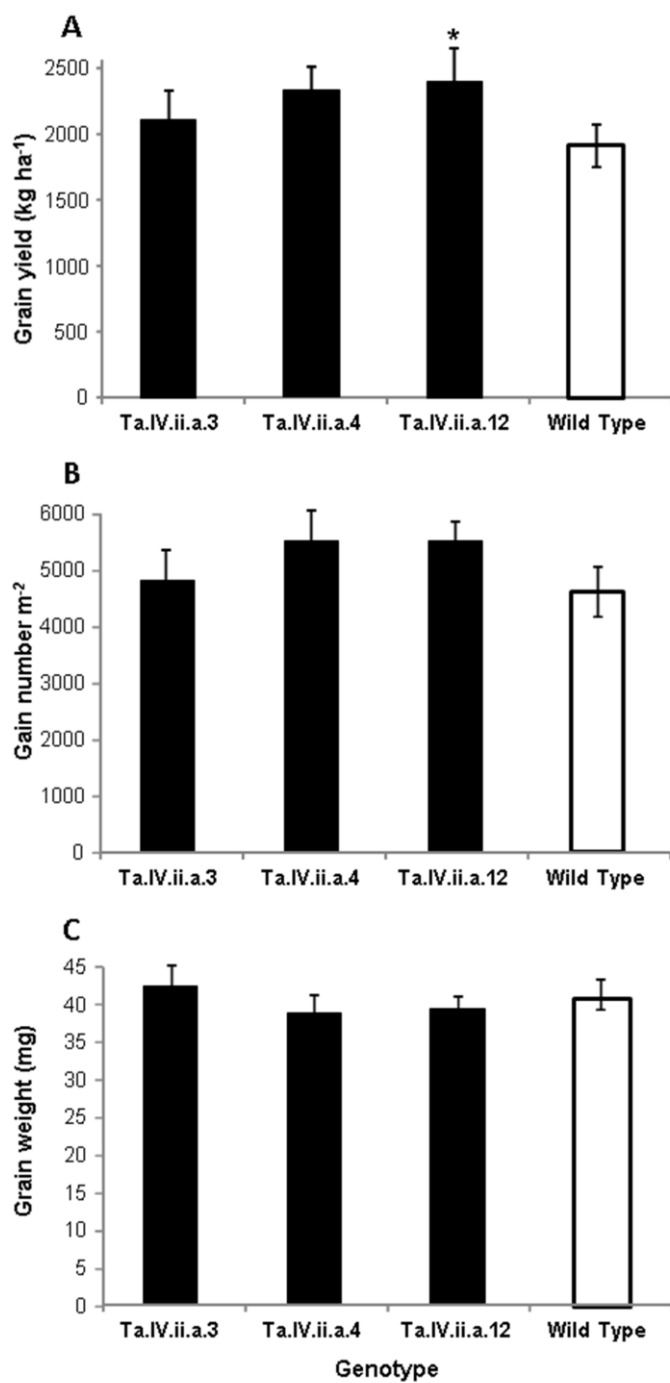 A
*
Grain yield (kg ha⁻¹)
2500
2000
1500
1000
500
0
Ta.IV.ii.a.3 Ta.IV.ii.a.4 Ta.IV.ii.a.12 Wild Type
B
Gain number m⁻²
6000
5000
4000
3000
2000
1000
0
Ta.IV.ii.a.3 Ta.IV.ii.a.4 Ta.IV.ii.a.12 Wild Type
C
Grain weight (mg)
45
40
35
30
25
20
15
10
5
0
Ta.IV.ii.a.3 Ta.IV.ii.a.4 Ta.IV.ii.a.12 Wild Type
Genotype